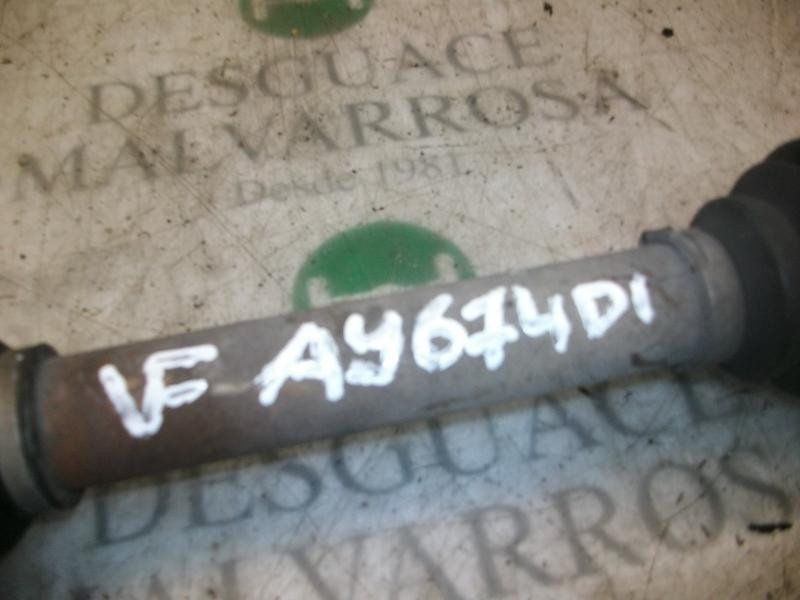 DESGUACE
MALVARROSA
Desde 1981
VF AY674DI
DESGUACE
MALVARROS